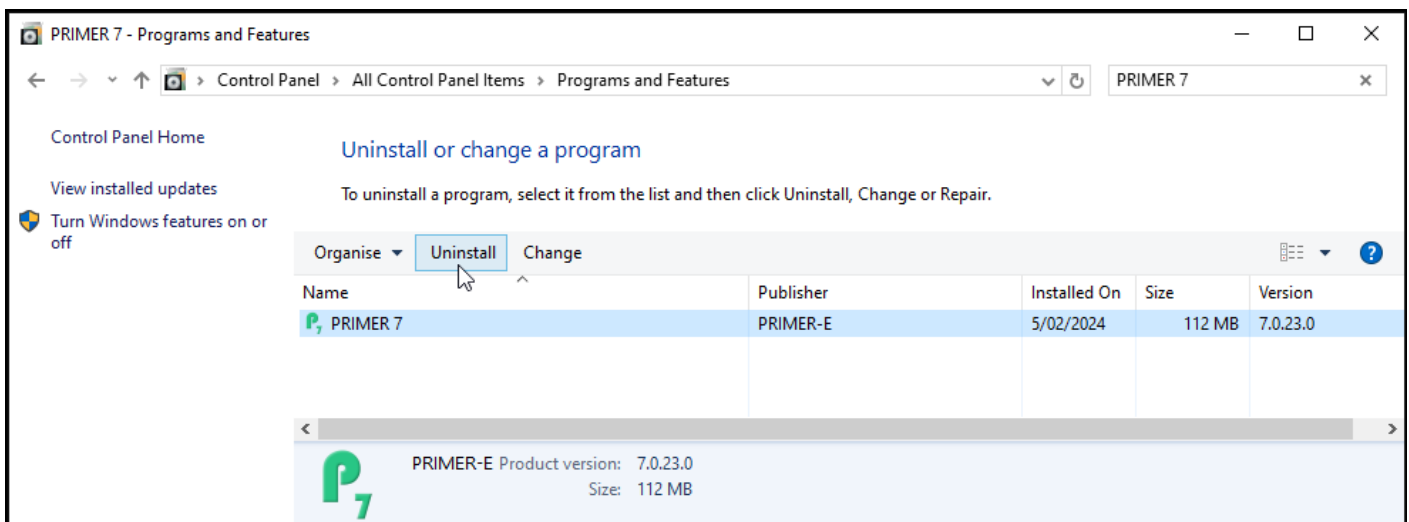 PRIMER 7 - Programs and Features
Control Panel > All Control Panel Items > Programs and Features
PRIMER 7
Control Panel Home
View installed updates
Turn Windows features on or
off
Uninstall or change a program
To uninstall a program, select it from the list and then click Uninstall, Change or Repair.
Organise Uninstall Change
Name Publisher Installed On Size Version
P7 PRIMER 7 PRIMER-E 5/02/2024 112 MB 7.0.23.0
P7
PRIMER-E Product version: 7.0.23.0
Size: 112 MB